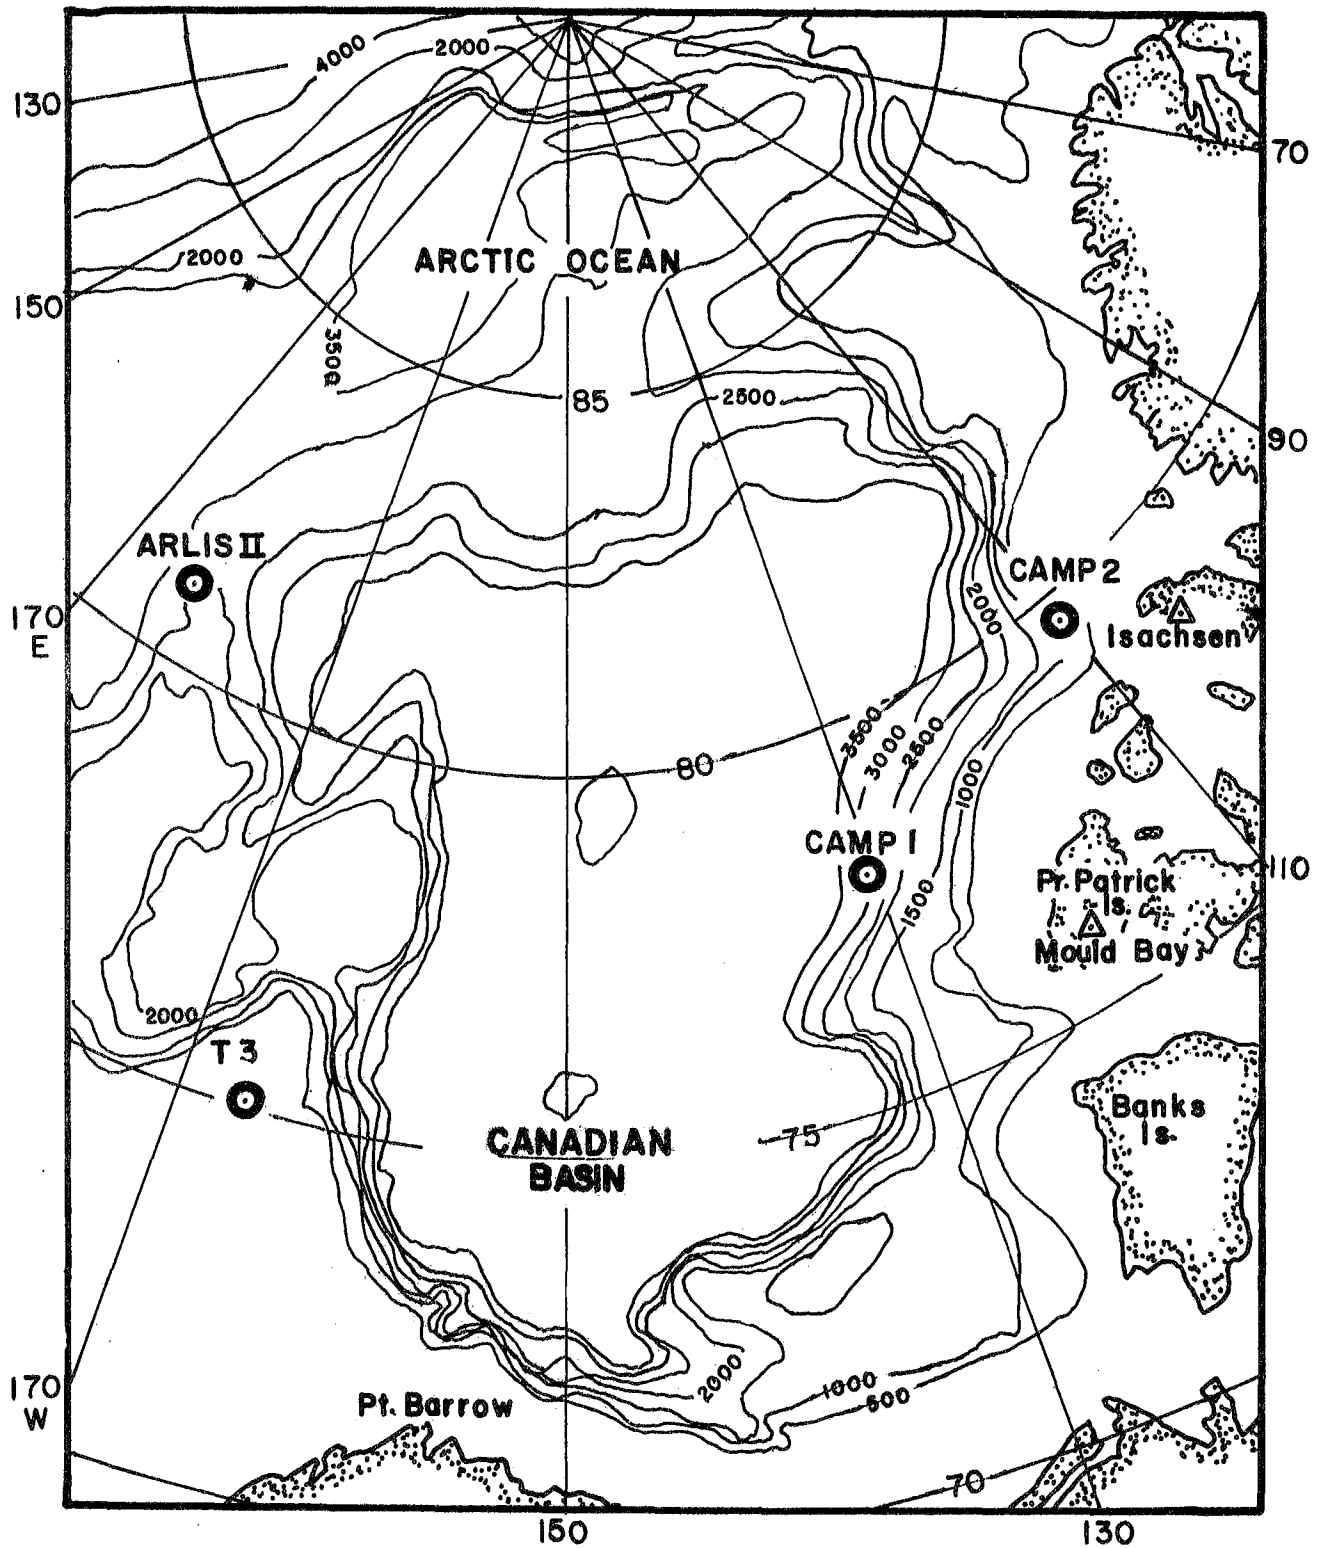 4000
2000
130
70
2000
ARCTIC OCEAN
150
3500
85
2500
90
ARLIS II
CAMP 2
170
E
2000
Isachsen
3500
3000
2500
80
1000
CAMP 1
110
1500
Pr. Patrick
Is.
Mould Bay
2000
T 3
Banks
Is.
75
CANADIAN
BASIN
2000
1000
500
170
W
Pt. Barrow
70
150
130